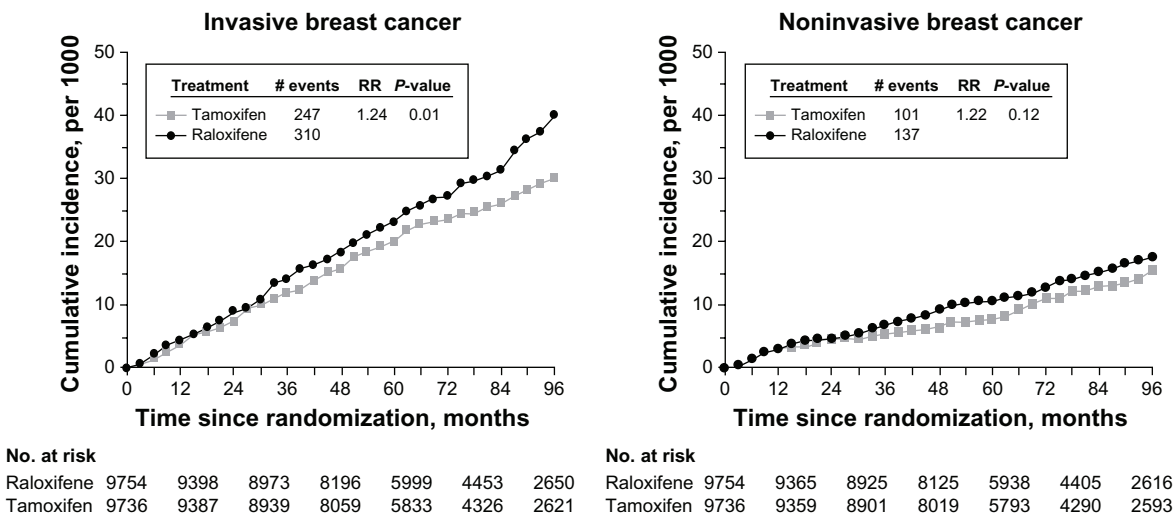 Invasive breast cancer
Cumulative incidence, per 1000
50
40
30
20
10
0
Treatment # events RR P-value
Tamoxifen 247 1.24 0.01
Raloxifene 310
0 12 24 36 48 60 72 84 96
Time since randomization, months
No. at risk
Raloxifene 9754 9398 8973 8196 5999 4453 2650
Tamoxifen 9736 9387 8939 8059 5833 4326 2621
Noninvasive breast cancer
Cumulative incidence, per 1000
50
40
30
20
10
0
Treatment # events RR P-value
Tamoxifen 101 1.22 0.12
Raloxifene 137
0 12 24 36 48 60 72 84 96
Time since randomization, months
No. at risk
Raloxifene 9754 9365 8925 8125 5938 4405 2616
Tamoxifen 9736 9359 8901 8019 5793 4290 2593